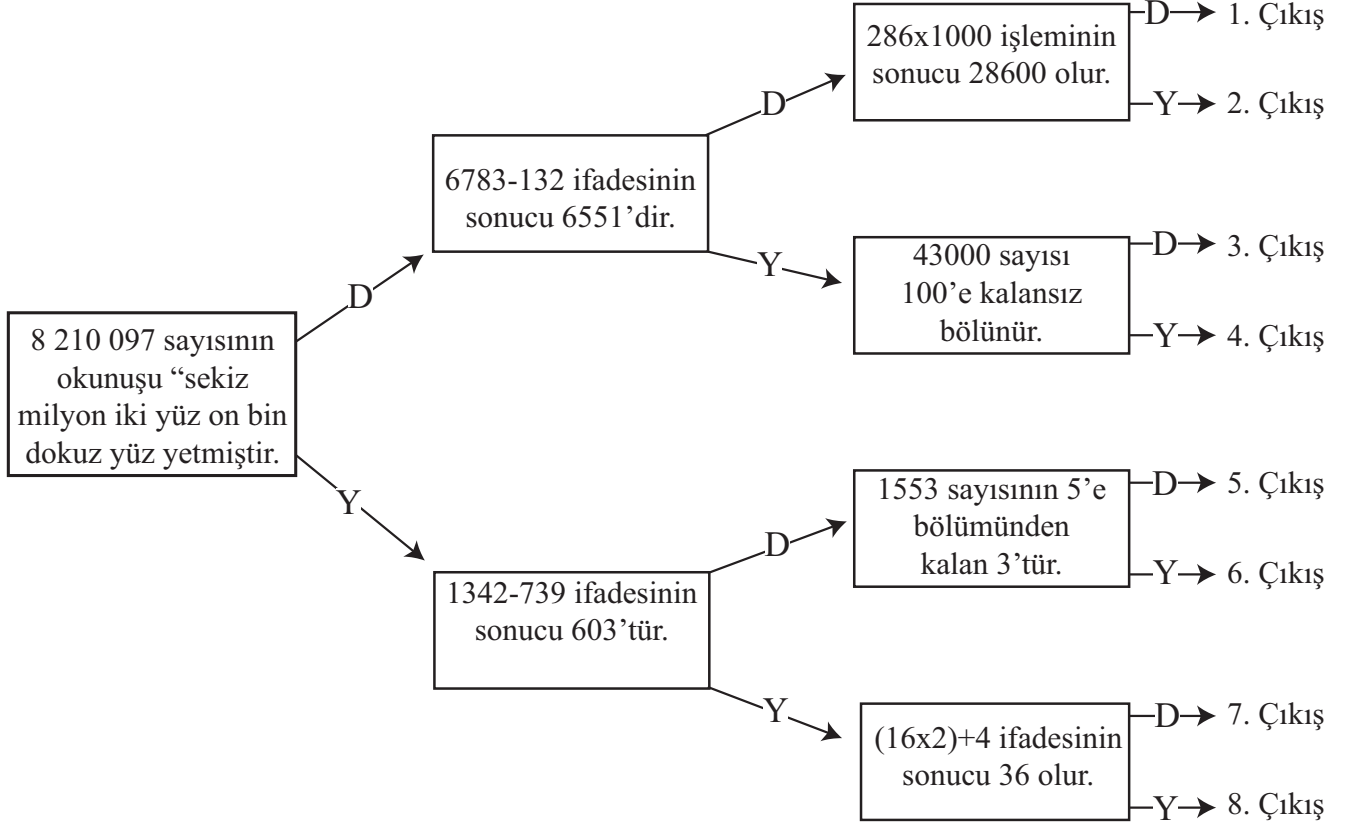 8 210 097 sayısının
okunuşu “sekiz
milyon iki yüz on bin
dokuz yüz yetmiştir.
D
Y
6783-132 ifadesinin
sonucu 6551’dir.
D
Y
1342-739 ifadesinin
sonucu 603’tür.
D
Y
286x1000 işleminin
sonucu 28600 olur.
D
1. Çıkış
Y
2. Çıkış
43000 sayısı
100’e kalansız
bölünür.
D
3. Çıkış
Y
4. Çıkış
1553 sayısının 5’e
bölümünden
kalan 3’tür.
D
5. Çıkış
Y
6. Çıkış
(16x2)+4 ifadesinin
sonucu 36 olur.
D
7. Çıkış
Y
8. Çıkış